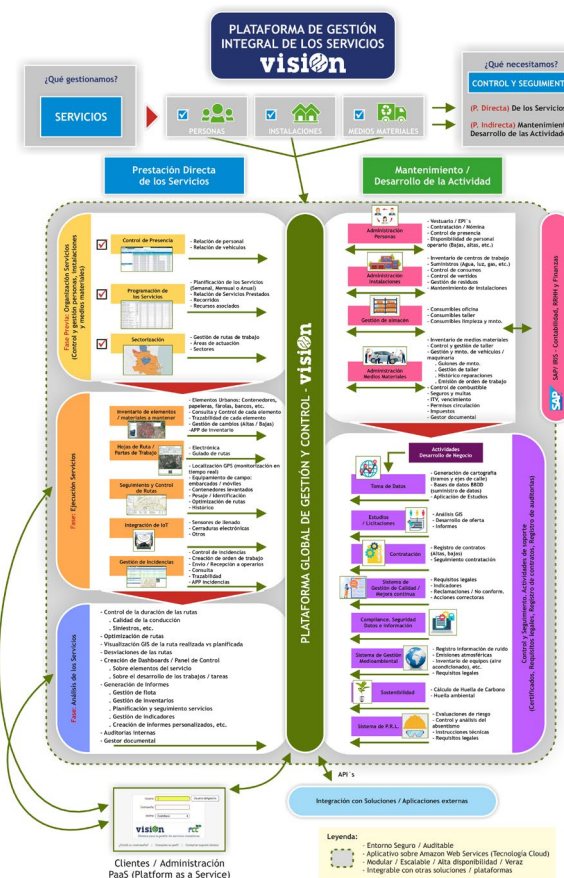 PLATAFORMA DE GESTIÓN
INTEGRAL DE LOS SERVICIOS
visi@n
¿Qué gestionamos?
SERVICIOS
PERSONAS
INSTALACIONES
MEDIOS MATERIALES
¿Qué necesitamos?
CONTROL Y SEGUIMIENT
(P. Directa) De los Servicios
(P. Indirecta) Mantenimien
Desarrollo de las Actividade
Prestación Directa
de los Servicios
Mantenimiento /
Desarrollo de la Actividad
Fase Previa: Organización Servicios
(Control y gestión personas, instalaciones
y medios materiales)
Control de Presencia
- Relación de personal
- Relación de vehículos
Programación de
los Servicios
- Planificación de los Servicios
(Semanal, Mensual o Anual)
- Relación de Servicios Prestados
- Recorridos
- Recursos asociados
Sectorización
- Gestión de rutas de trabajo
- Areas de actuación
- Sectores
Fase: Ejecución Servicios
Inventario de elementos
/ materiales a mantener
- Elementos Urbanos: Contenedores,
papeleras, farolas, bancos, etc.
- Consulta y Control de cada elemento
- Trazabilidad de cada elemento
- Gestión de cambios (Altas / Bajas)
-APP de inventario
Hojas de Ruta /
Partes de Trabajo
- Electrónica
- Guiado de rutas
Seguimiento y Control
de Rutas
- Localización GPS (monitorización en
tiempo real)
- Equipamiento de campo:
embarcados / móviles
- Contenedores levantados
- Pesaje / Identificación
- Optimización de rutas
- Histórico
Integración de IoT
- Sensores de llenado
- Cerraduras electrónicas
- Otros
Gestión de Incidencias
- Control de incidencias
- Creación de orden de trabajo
- Envío / Recepción a operarios
- Consulta
- Trazabilidad
- APP Incidencias
Fase: Análisis de los Servicios
- Control de la duración de las rutas
. Calidad de la conducción
. Siniestros, etc.
- Optimización de rutas
- Visualización GIS de la ruta realizada vs planificada
- Desviaciones de las rutas
- Creación de Dashboards / Panel de Control
. Sobre elementos del servicio
. Sobre el desarrollo de los trabajos / tareas
- Generación de Informes
. Gestión de flota
. Gestión de Inventarios
. Planificación y seguimiento servicios
. Gestión de indicadores
. Creación de Informes personalizados, etc.
- Auditorías internas
- Gestor documental
PLATAFORMA GLOBAL DE GESTIÓN Y CONTROL - visi@n
Administración
Personas
- Vestuario / EPI´s
- Contratación / Nómina
- Control de presencia
- Disponibilidad de personal
operario (Bajas, altas, etc.)
Administración
Instalaciones
- Inventario de centros de trabajo
- Suministros (Agua, luz, gas, etc.)
- Control de consumos
- Control de vertidos
- Gestión de residuos
- Mantenimiento de Instalaciones
Gestión de almacén
- Consumibles oficina
- Consumibles taller
- Consumibles limpieza y mnto.
Administración
Medios Materiales
- Inventario de medios materiales
- Control y gestión de taller
- Gestión y mnto. de vehículos /
maquinaria
. Guiones de mnto.
. Gestión de taller
. Histórico reparaciones
. Emisión de orden de trabajo
- Control de combustible
- Seguros y multas
- ITV, vencimiento
- Permisos circulación
- Impuestos
- Gestor documental
SAP
SAP/ IRIS - Contabilidad, RRHH y Finanzas
Actividades
Desarrollo de Negocio
Toma de Datos
- Generación de cartografía
(tramos y ejes de calle)
- Bases de datos BBDD
(suministro de datos)
- Aplicación de Estudios
Estudios
/ Licitaciones
- Análisis GIS
- Desarrollo de oferta
- Informes
Contratación
- Registro de contratos
(Altas, bajas)
- Seguimiento contratación
Sistema de
Gestión de Calidad /
Mejora continua
- Requisitos legales
- Indicadores
- Reclamaciones / No conform.
- Acciones correctoras
Compliance. Seguridad
Datos e Información
Sistema de Gestión
Medioambiental
- Registro información de ruido
- Emisiones atmosféricas
- Inventario de equipos (aire
acondicionado), etc.
- Requisitos legales
Sostenibilidad
- Cálculo de Huella de Carbono
- Huella ambiental
Sistema de P.R.L.
- Evaluaciones de riesgo
- Control y análisis del
absentismo
- Instrucciones técnicas
- Requisitos legales
Control y Seguimiento. Actividades de soporte
(Certificados, Requisitos legales, Registro de contratos, Registro de auditorías)
API´s
Integración con Soluciones / Aplicaciones externas
visi@n
fcc
Clientes / Administración
PaaS (Platform as a Service)
Leyenda:
- Entorno Seguro / Auditable
- Aplicativo sobre Amazon Web Services (Tecnología Cloud)
- Modular / Escalable / Alta disponibilidad / Veraz
- Integrable con otras soluciones / plataformas